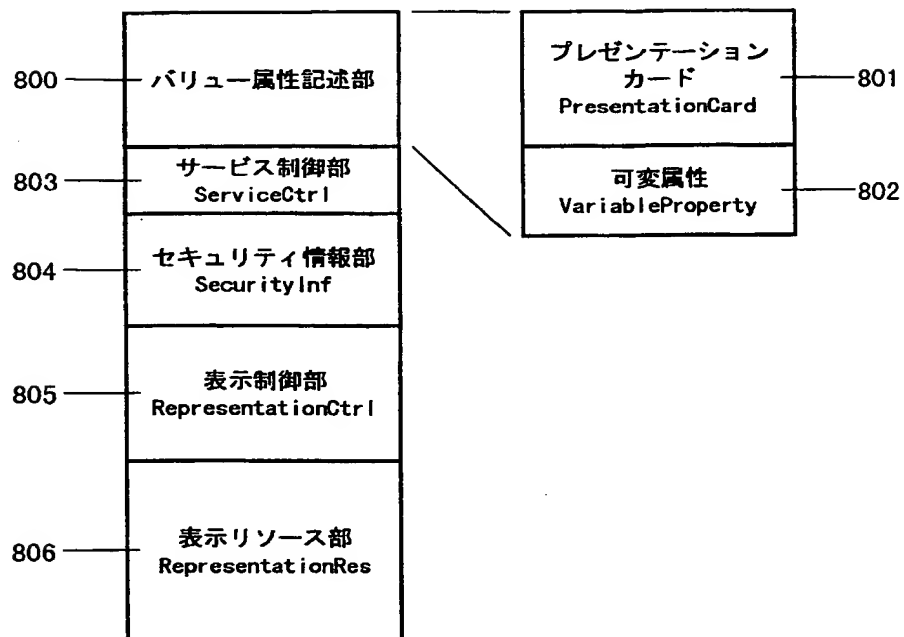 800
バリュー属性記述部
プレゼンテーション
カード
PresentationCard
801
803
サービス制御部
ServiceCtrl
可変属性
VariableProperty
802
804
セキュリティ情報部
SecurityInf
805
表示制御部
RepresentationCtrl
806
表示リソース部
RepresentationRes